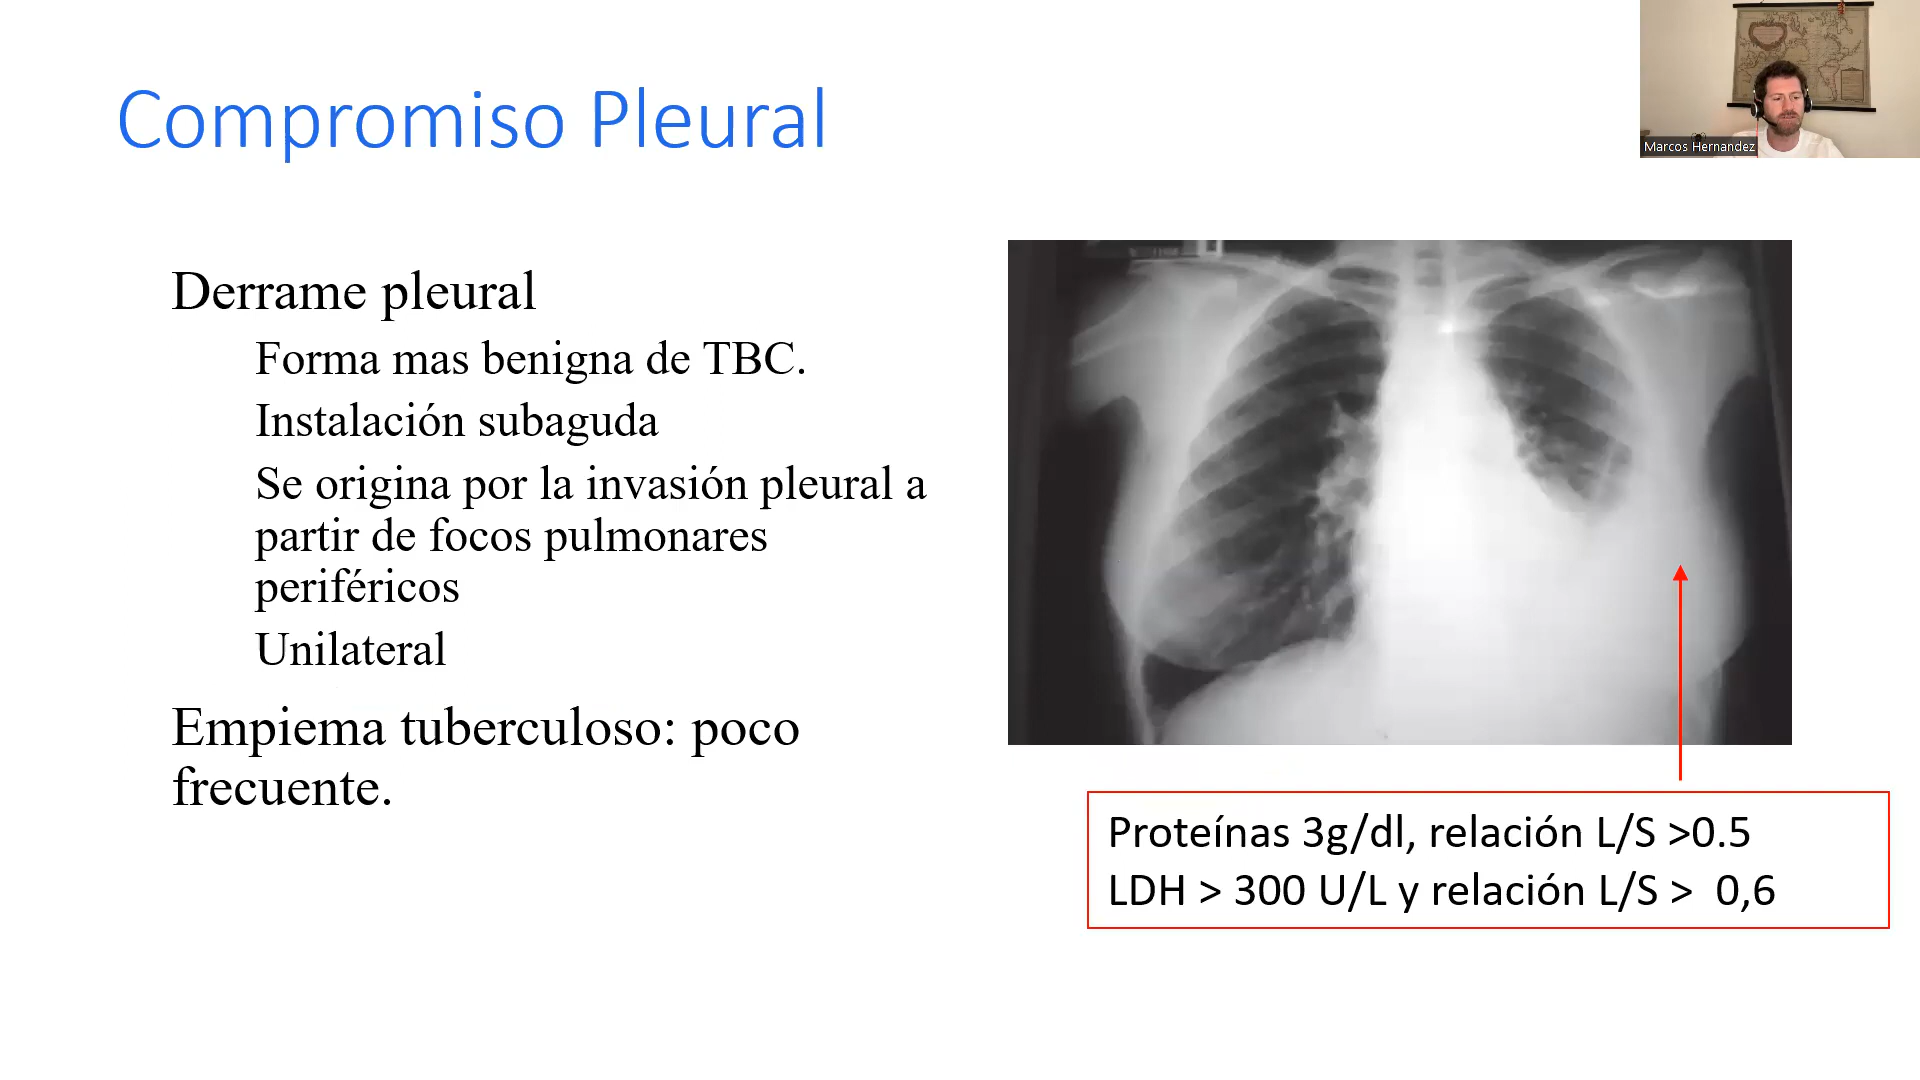 Compromiso Pleural
Marcos Hernandez
Derrame pleural
Forma mas benigna de TBC.
Instalación subaguda
Se origina por la invasión pleural a
partir de focos pulmonares
periféricos
Unilateral
Empiema tuberculoso: poco
frecuente.
Proteínas 3g/dl, relación L/S >0.5
LDH > 300 U/L y relación L/S >  0,6